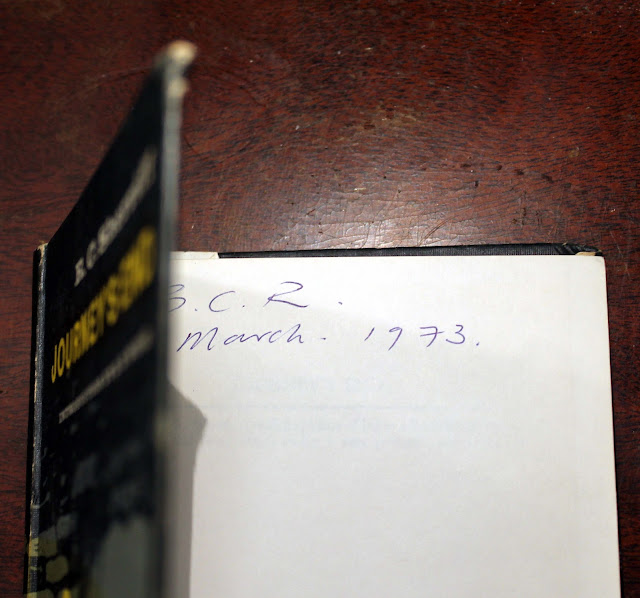 B. C.
JOURNEY'S END
B. C. R.
March. 1973.